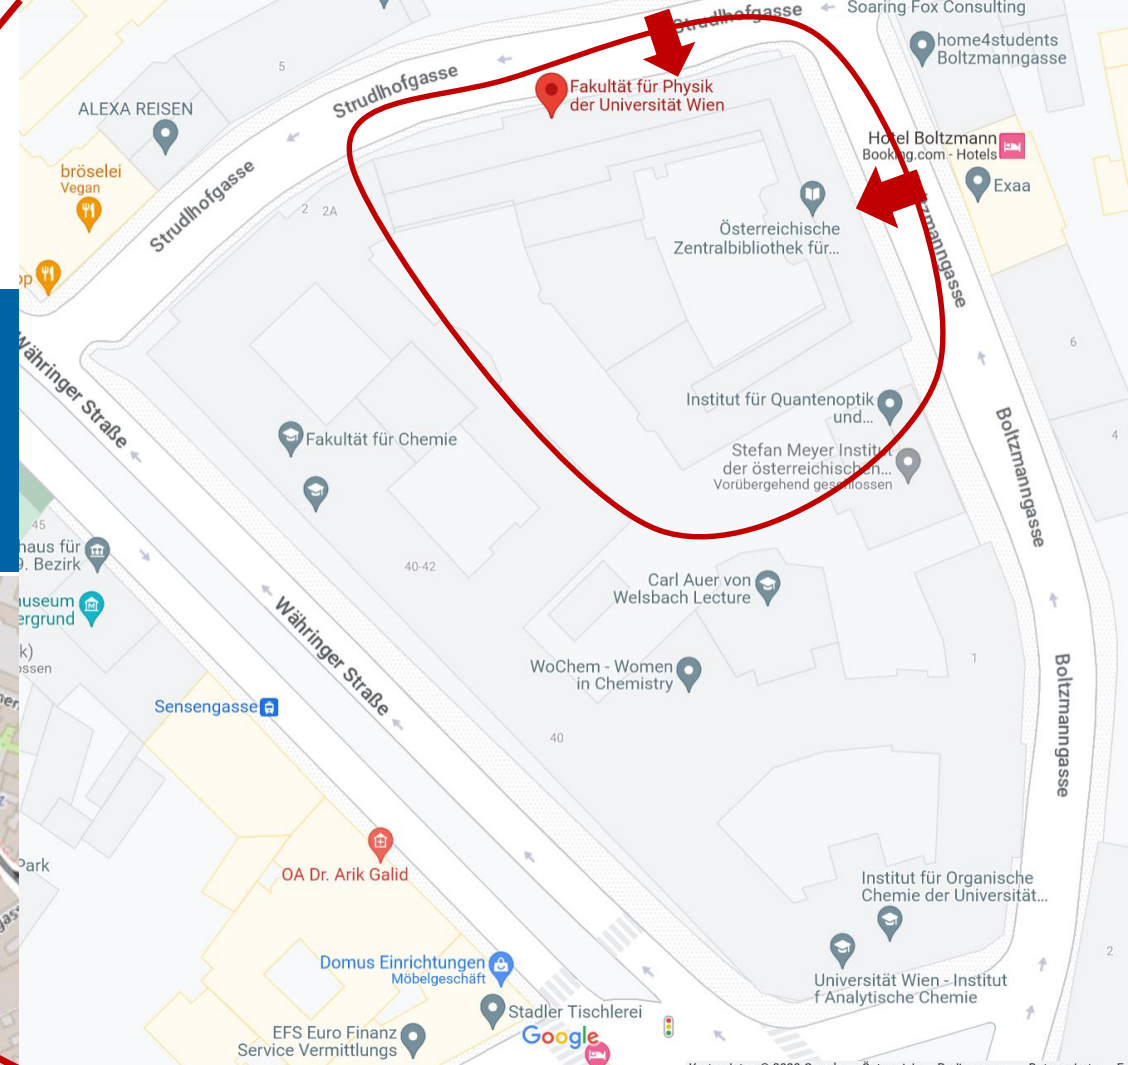 Soaring Fox Consulting
Strudlhofgasse
home4students
Boltzmanngasse
5
Strudlhofgasse
Fakultät für Physik
der Universität Wien
ALEXA REISEN
Hotel Boltzmann
Booking.com - Hotels
bröselei
Vegan
Exaa
Strudlhofgasse
2
2A
Österreichische
Zentralbibliothek für...
Boltzmanngasse
op
6
Währinger Straße
Institut für Quantenoptik
und...
Boltzmanngasse
4
Fakultät für Chemie
Stefan Meyer Institut
der österreichischen...
Vorübergehend geschlossen
45
haus für
9. Bezirk
40-42
Carl Auer von
Welsbach Lecture
Währinger Straße
WoChem - Women
in Chemistry
1
Boltzmanngasse
Sensengasse
40
Park
OA Dr. Arik Galid
Institut für Organische
Chemie der Universität...
2
Domus Einrichtungen
Möbelgeschäft
Universität Wien - Institut
f Analytische Chemie
Stadler Tischlerei
Google
EFS Euro Finanz
Service Vermittlungs